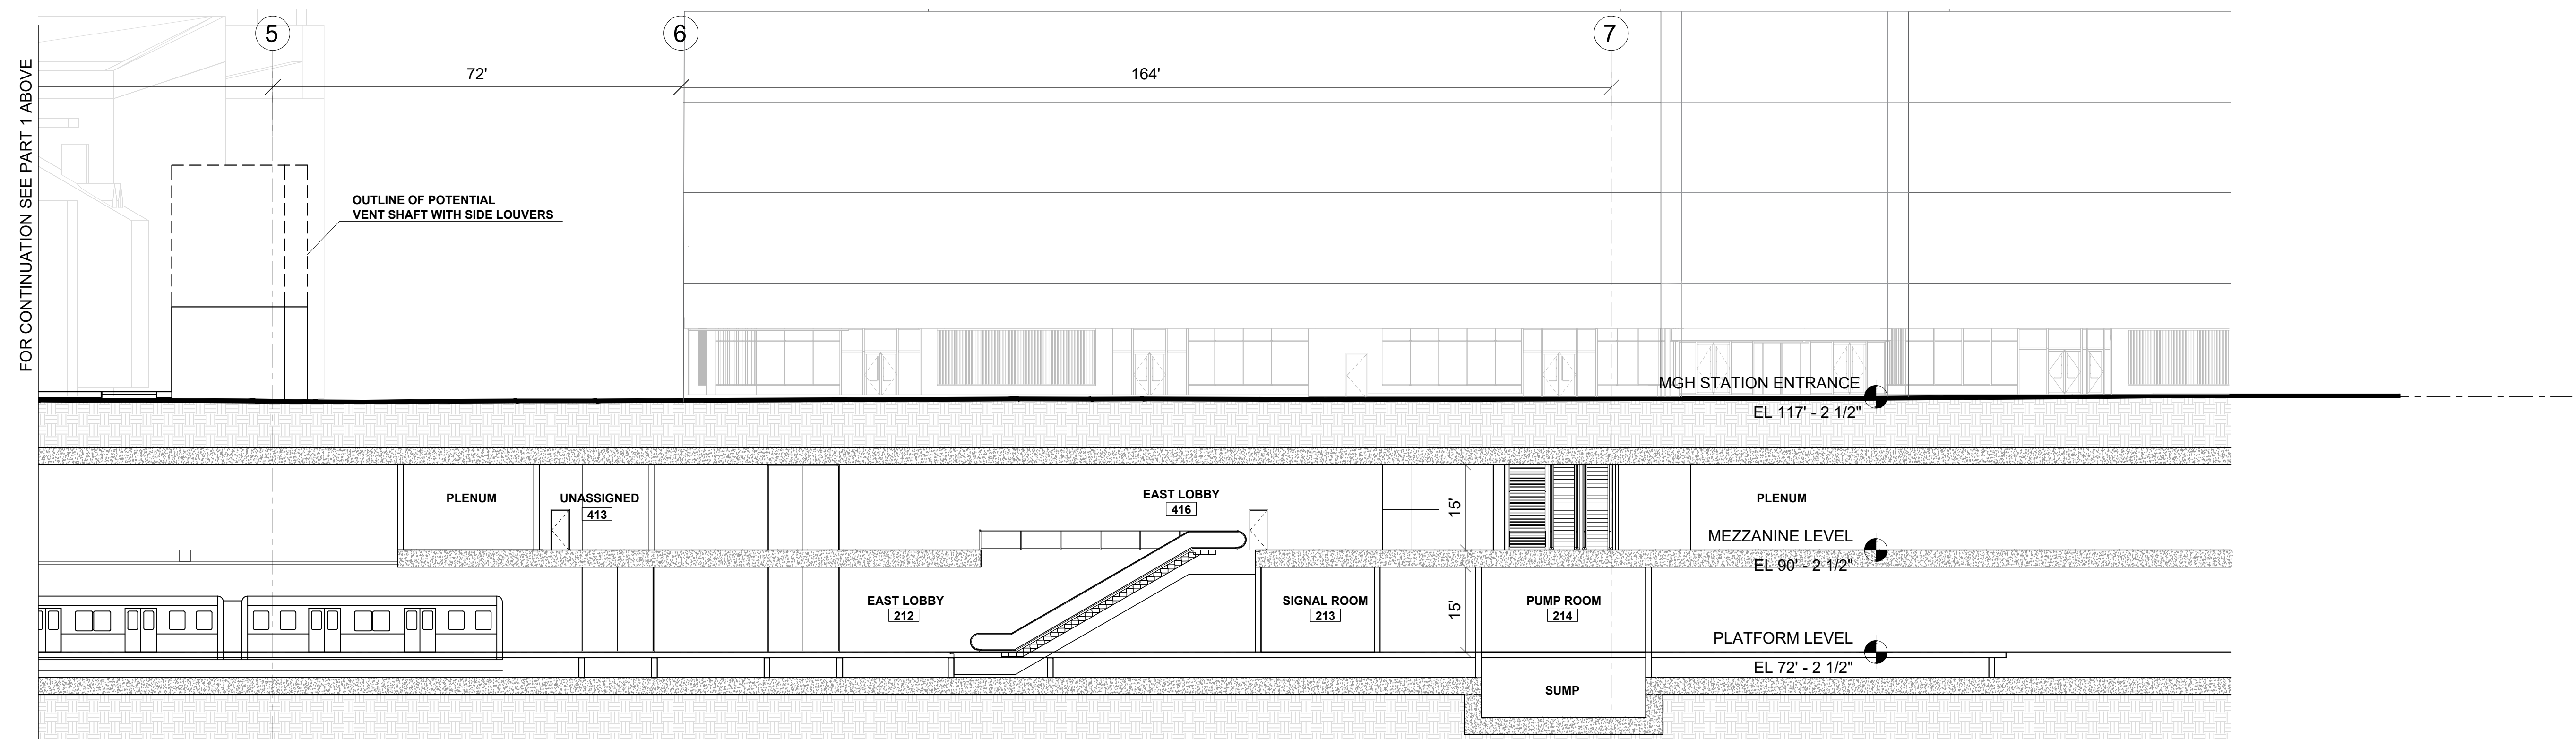 FOR CONTINUATION SEE PART 1 ABOVE
5
6
7
72'
164'
OUTLINE OF POTENTIAL
VENT SHAFT WITH SIDE LOUVERS
MGH STATION ENTRANCE
EL 117' - 2 1/2"
PLENUM
UNASSIGNED
413
EAST LOBBY
416
15'
PLENUM
MEZZANINE LEVEL
EL 90' - 2 1/2"
EAST LOBBY
212
SIGNAL ROOM
213
15'
PUMP ROOM
214
PLATFORM LEVEL
EL 72' - 2 1/2"
SUMP